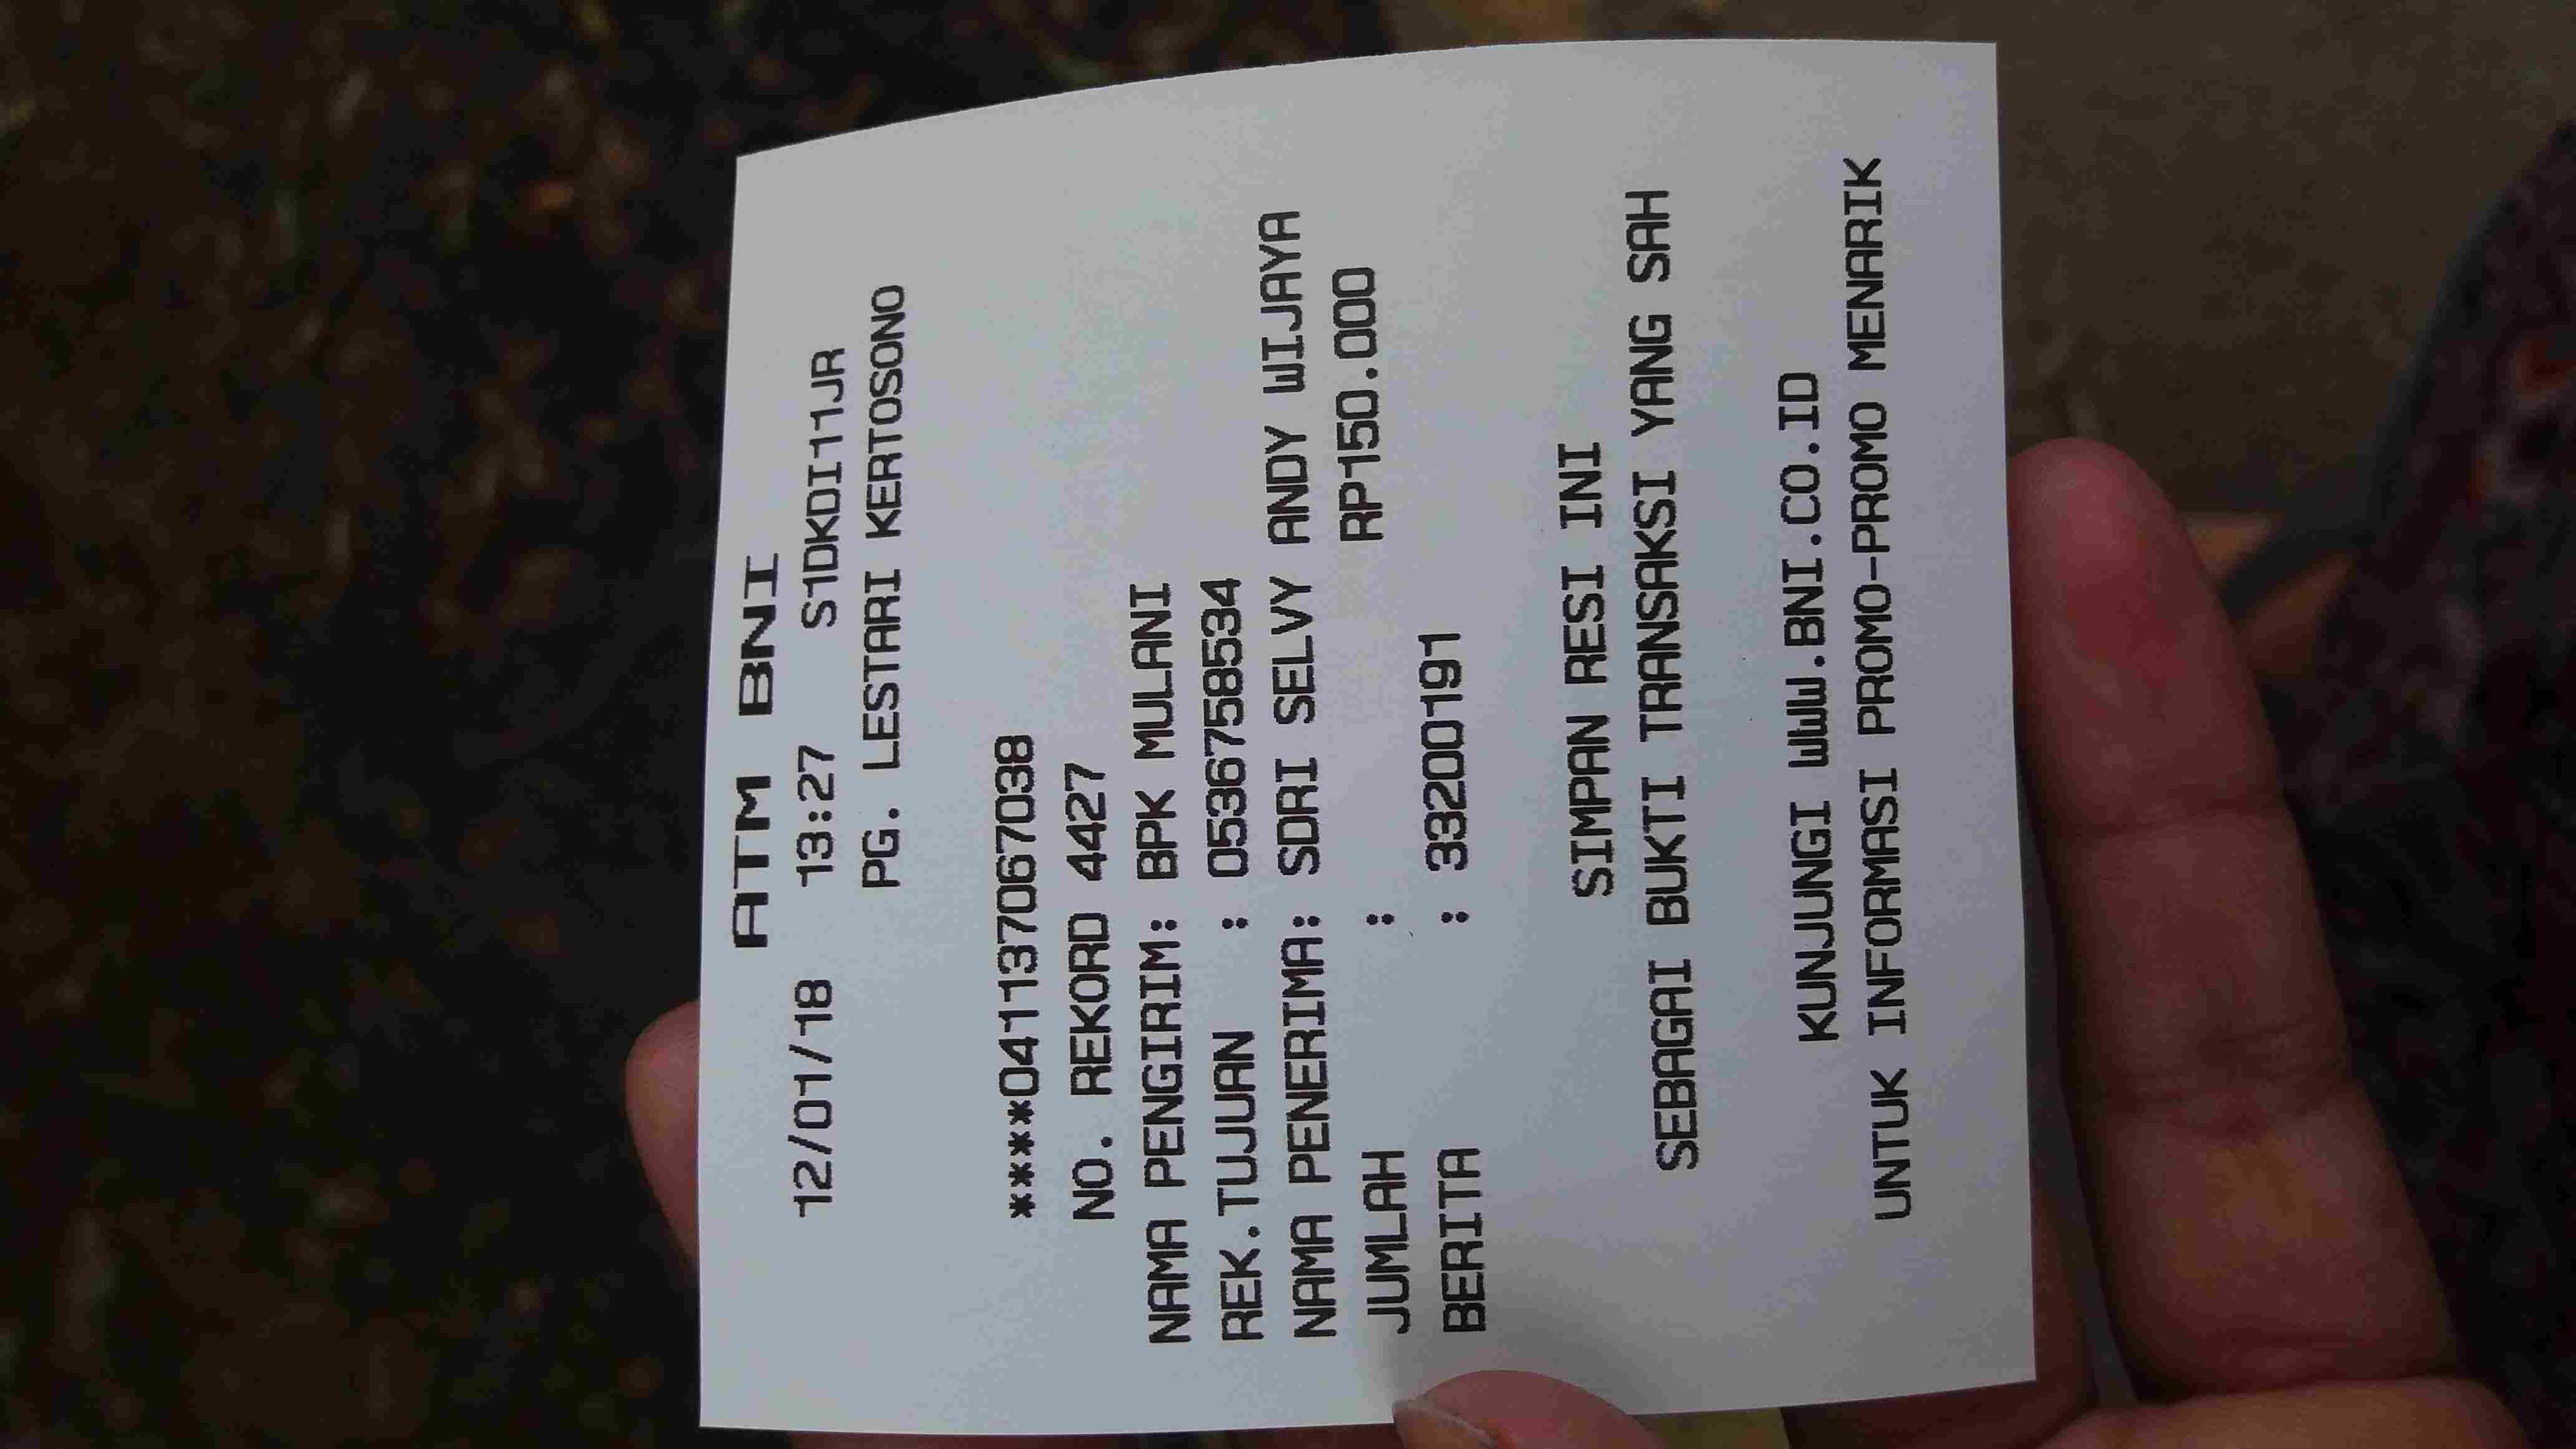 ATM BNI
12/01/18 13:27 S1DKDI11JR
PG. LESTARI KERTOSONO
****041137067038
NO. REKORD 4427
NAMA PENGIRIM: BPK MULANI
REK.TUJUAN : 0536758534
NAMA PENERIMA: SDRI SELVY ANDY WIJAYA
JUMLAH : RP150.000
BERITA : 33200191
SIMPAN RESI INI
SEBAGAI BUKTI TRANSAKSI YANG SAH
KUNJUNGI WWW.BNI.CO.ID
UNTUK INFORMASI PROMO-PROMO MENARIK